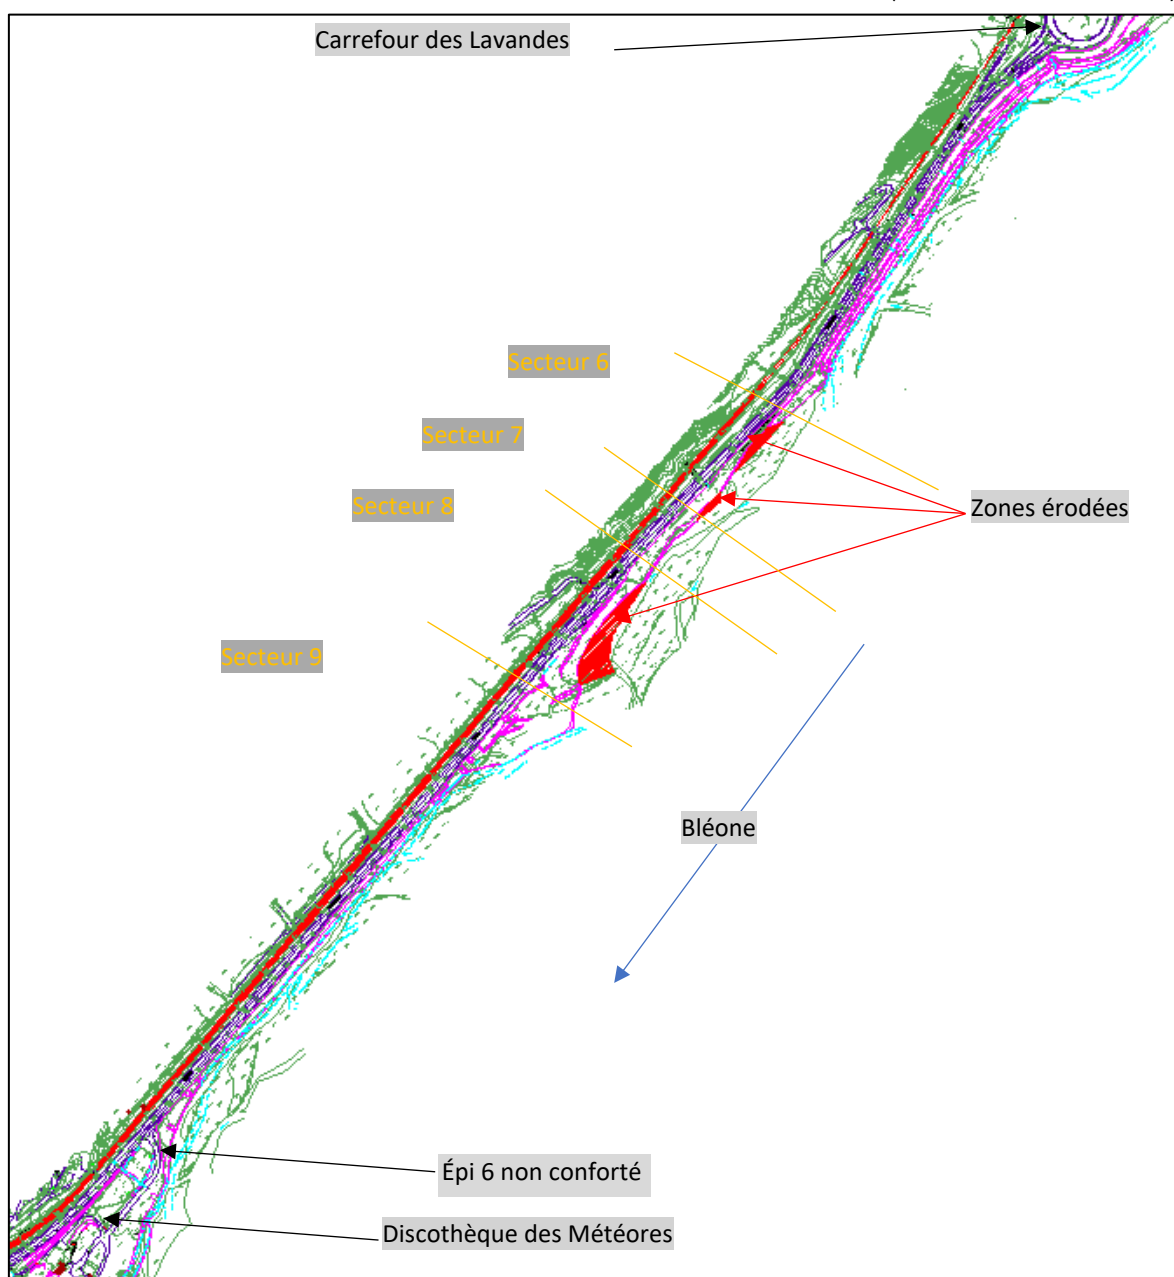 Carrefour des Lavandes
Secteur 6
Secteur 7
Secteur 8
Zones érodées
Secteur 9
Bléone
Épi 6 non conforté
Discothèque des Météores